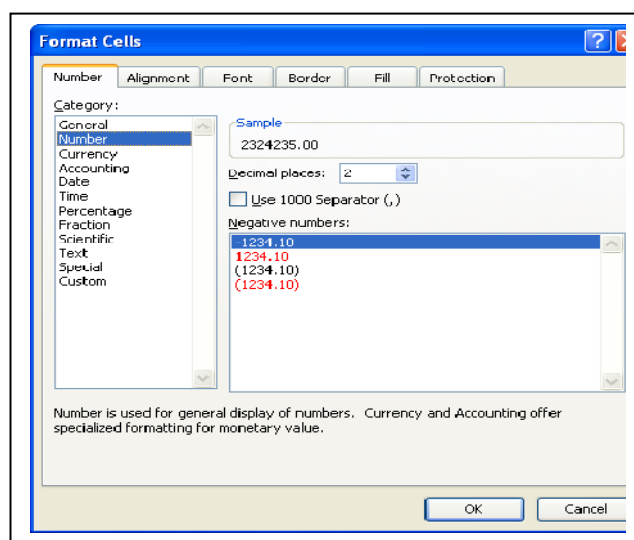 Format Cells
Number Alignment Font Border Fill Protection
Category:
General
Number
Currency
Accounting
Date
Time
Percentage
Fraction
Scientific
Text
Special
Custom
Sample
2324235.00
Decimal places: 2
Use 1000 Separator (,)
Negative numbers:
-1234.10
1234.10
(1234.10)
(1234.10)
Number is used for general display of numbers. Currency and Accounting offer
specialized formatting for monetary value.
OK Cancel